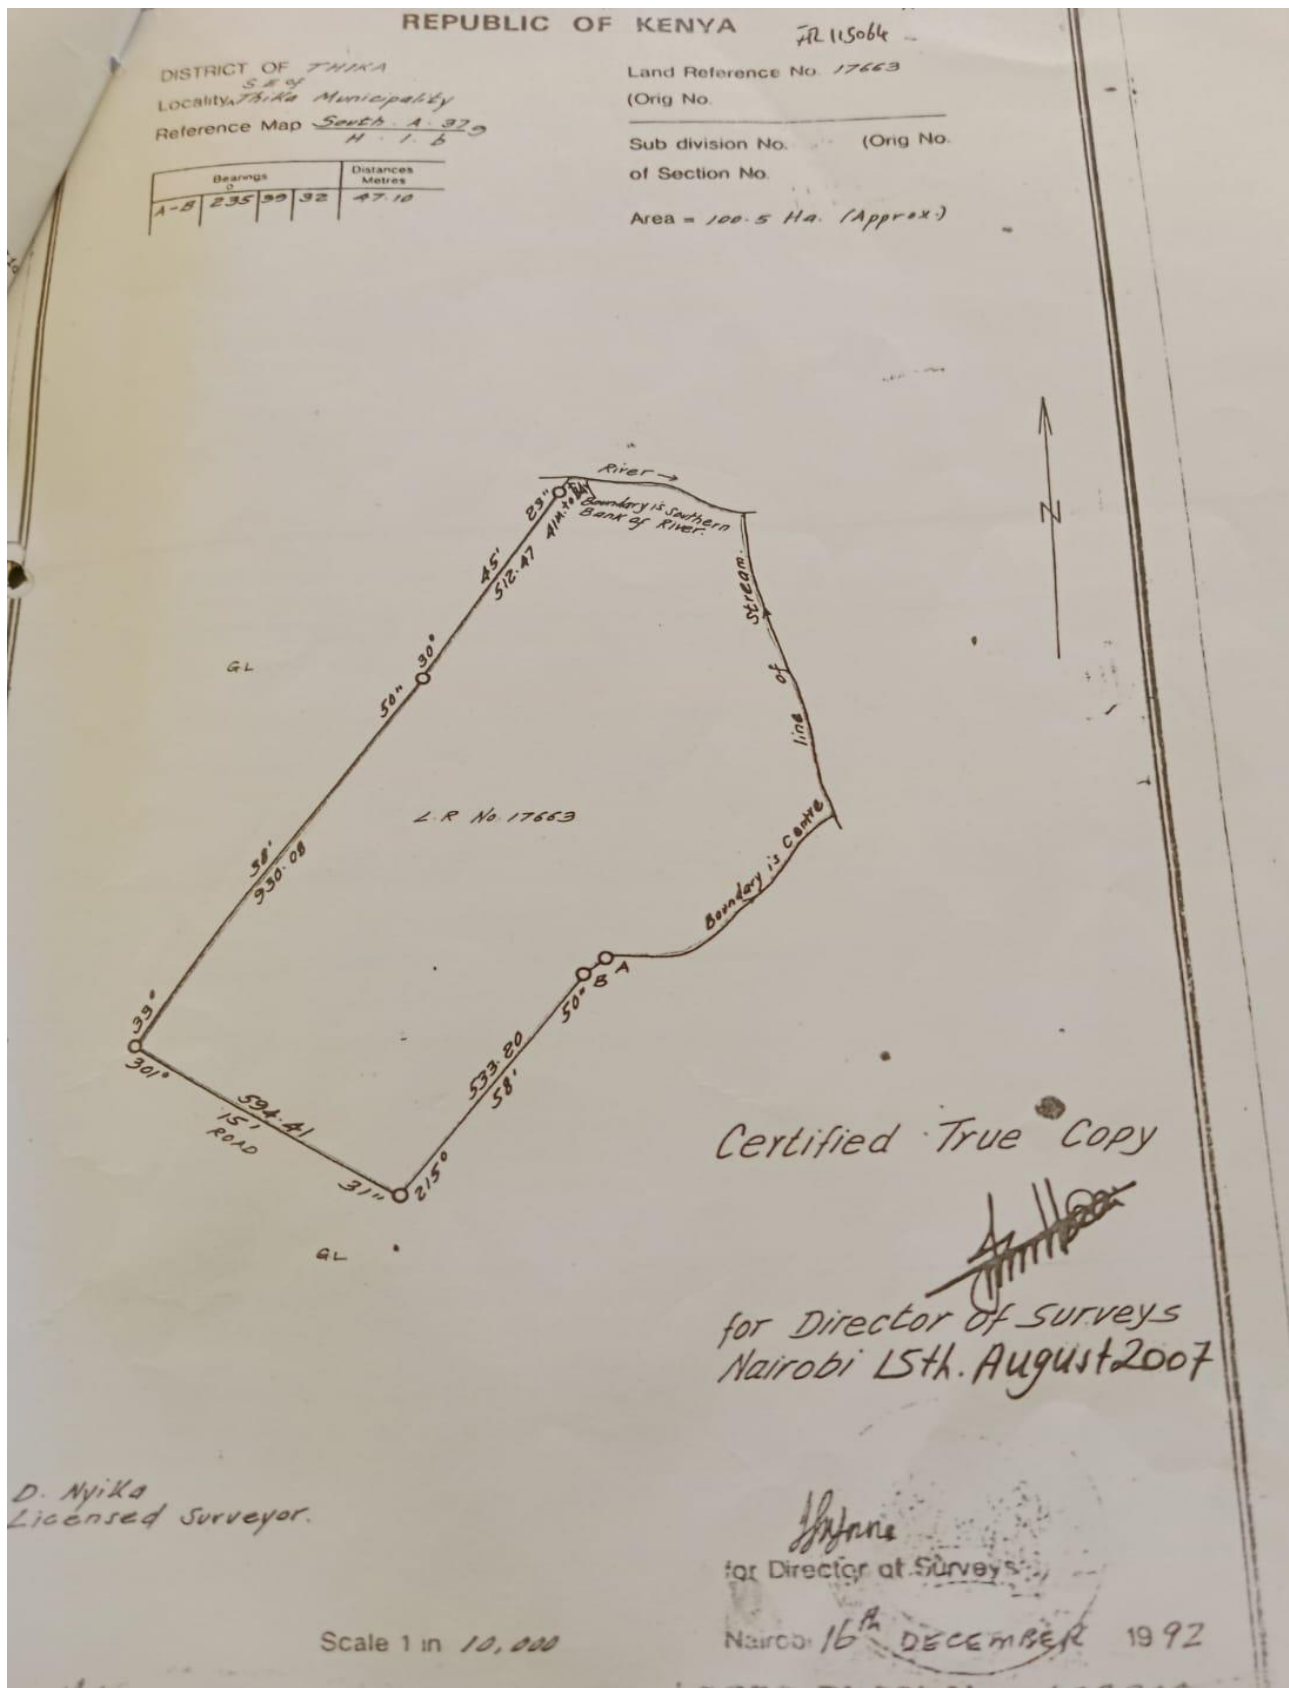 REPUBLIC OF KENYA
DISTRICT OF THIKA
S.E of
Locality Thika Municipality
Reference Map South. A. 37
H. 1. b
Land Reference No. 17663
(Orig No.
Sub division No. (Orig No.
of Section No.
Area = 100.5 Ha. (Approx.)
Bearings
°
Distances
Metres
A-B 235 39 32 47.10
River →
Boundary is Southern
Bank of River.
23"
45'
512.47
30°
50"
38'
930.08
33°
GL
L.R No. 17663
N
Stream.
of
line
Boundary is Centre
A
B
50"
533.20
58'
215°
301°
594.41
15'
ROAD
31"
GL
Certified True Copy
for Director of Surveys
Nairobi 15th. August 2007
D. Nyika
Licensed Surveyor.
for Director of Surveys
Scale 1 in 10,000
Nairobi 16th DECEMBER 1992